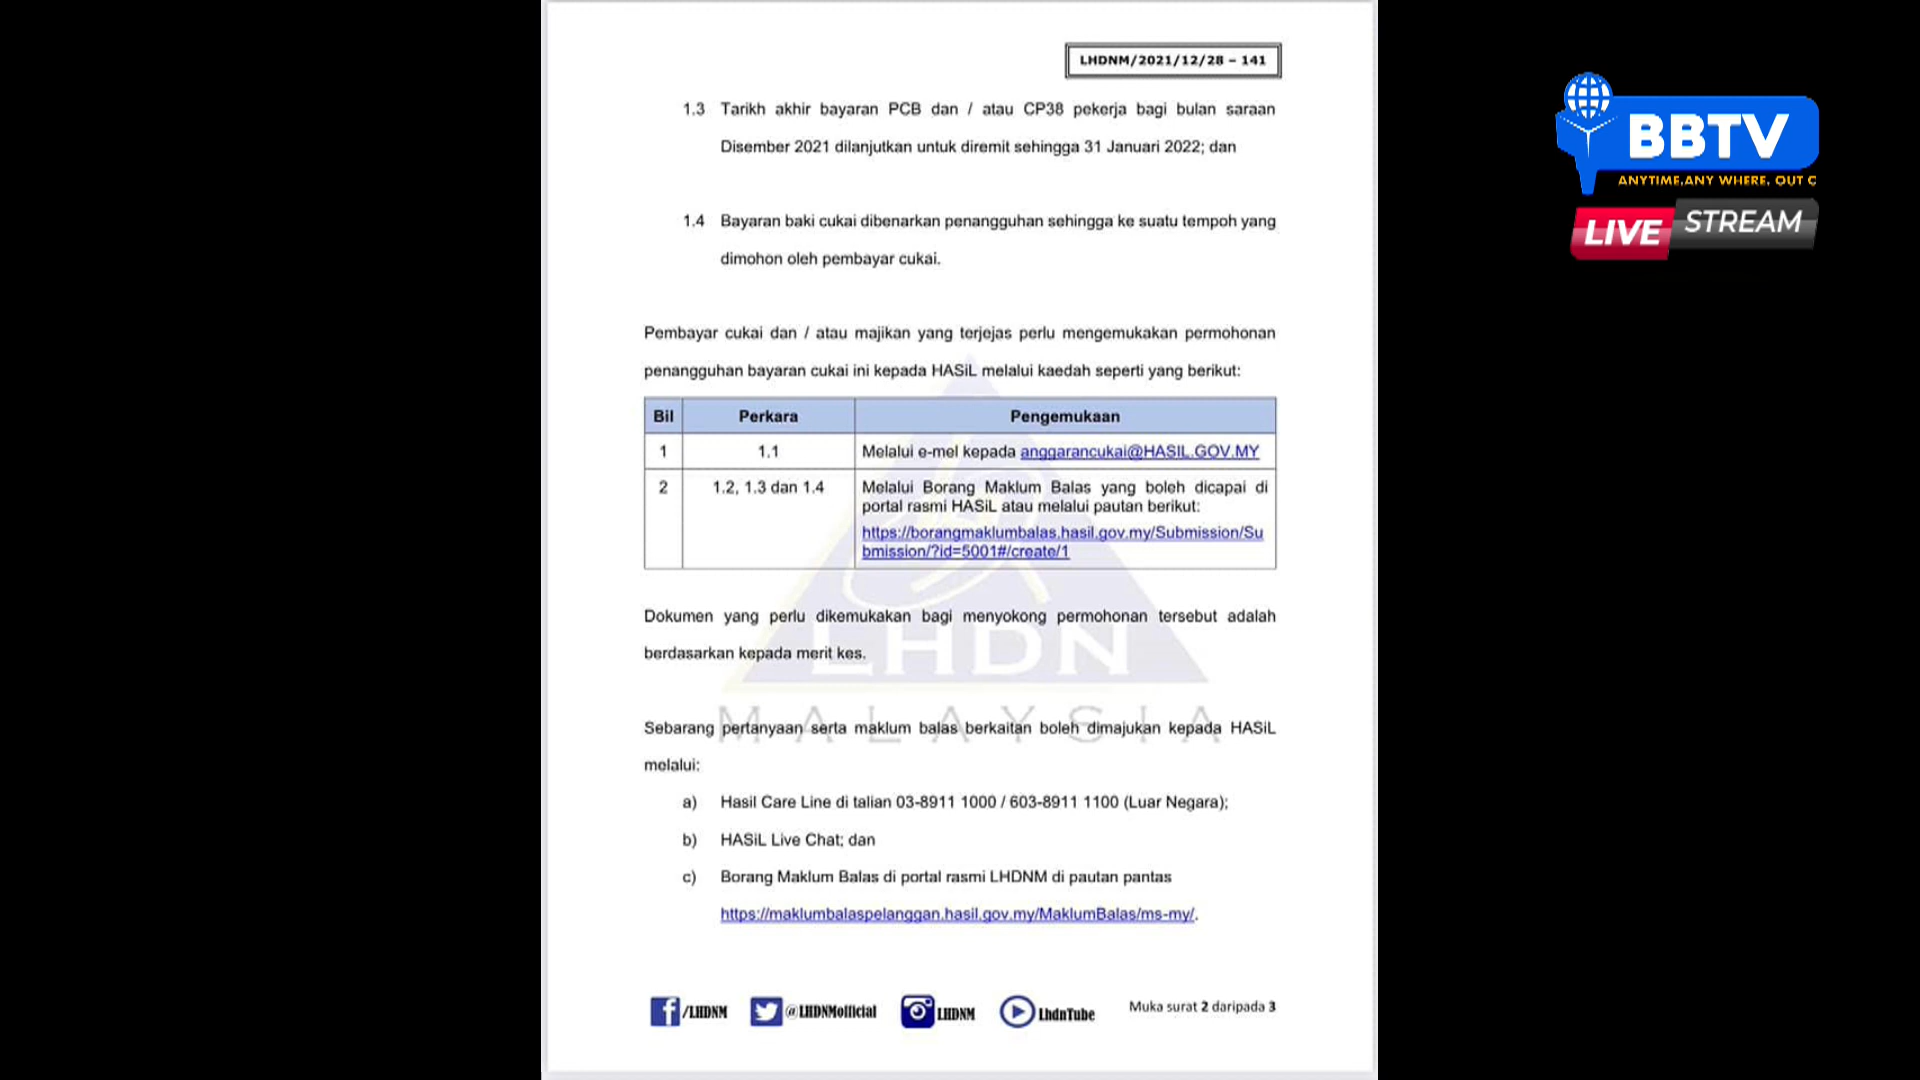 LHDNM/2021/12/28 – 141
1.3 Tarikh akhir bayaran PCB dan / atau CP38 pekerja bagi bulan saraan
Disember 2021 dilanjutkan untuk diremit sehingga 31 Januari 2022; dan
1.4 Bayaran baki cukai dibenarkan penangguhan sehingga ke suatu tempoh yang
dimohon oleh pembayar cukai.
Pembayar cukai dan / atau majikan yang terjejas perlu mengemukakan permohonan
penangguhan bayaran cukai ini kepada HASiL melalui kaedah seperti yang berikut:
Bil Perkara Pengemukaan
1 1.1 Melalui e-mel kepada anggarancukai@HASIL.GOV.MY
2 1.2, 1.3 dan 1.4 Melalui Borang Maklum Balas yang boleh dicapai di
portal rasmi HASiL atau melalui pautan berikut:
https://borangmaklumbalas.hasil.gov.my/Submission/Su
bmission/?id=5001#/create/1
Dokumen yang perlu dikemukakan bagi menyokong permohonan tersebut adalah
berdasarkan kepada merit kes.
LHDN
MALAYSIA
Sebarang pertanyaan serta maklum balas berkaitan boleh dimajukan kepada HASiL
melalui:
a) Hasil Care Line di talian 03-8911 1000 / 603-8911 1100 (Luar Negara);
b) HASiL Live Chat; dan
c) Borang Maklum Balas di portal rasmi LHDNM di pautan pantas
https://maklumbalaspelanggan.hasil.gov.my/MaklumBalas/ms-my/.
/LHDNM @LHDNMofficial LHDNM LhdnTube Muka surat 2 daripada 3
BBTV
ANYTIME,ANY WHERE, OUT C
LIVE STREAM